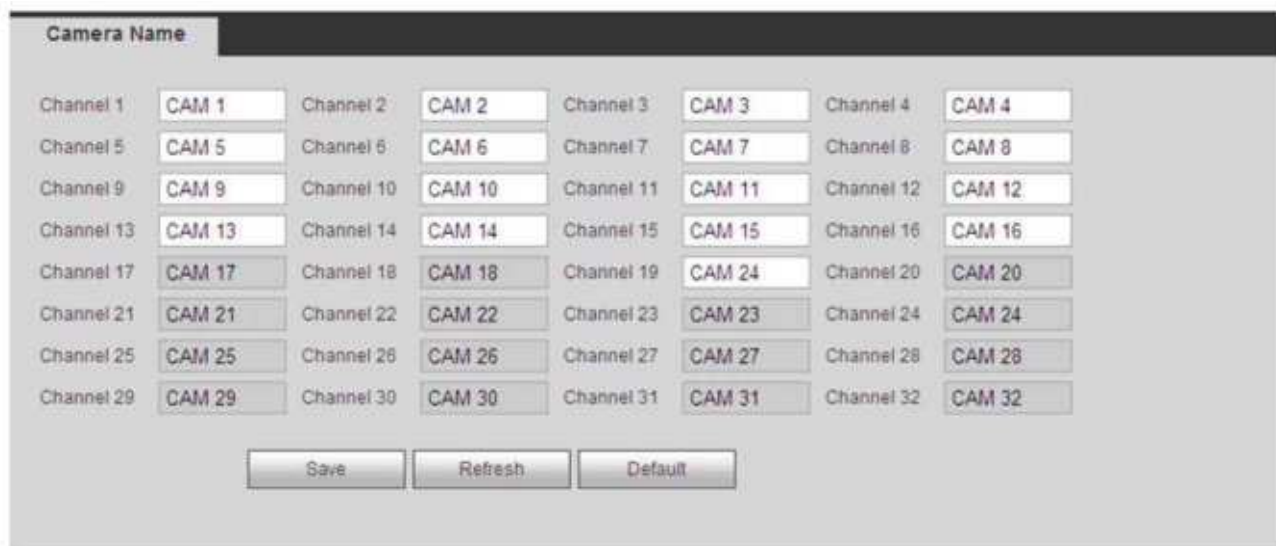 Camera Name
Channel 1 CAM 1 Channel 2 CAM 2 Channel 3 CAM 3 Channel 4 CAM 4
Channel 5 CAM 5 Channel 6 CAM 6 Channel 7 CAM 7 Channel 8 CAM 8
Channel 9 CAM 9 Channel 10 CAM 10 Channel 11 CAM 11 Channel 12 CAM 12
Channel 13 CAM 13 Channel 14 CAM 14 Channel 15 CAM 15 Channel 16 CAM 16
Channel 17 CAM 17 Channel 18 CAM 18 Channel 19 CAM 24 Channel 20 CAM 20
Channel 21 CAM 21 Channel 22 CAM 22 Channel 23 CAM 23 Channel 24 CAM 24
Channel 25 CAM 25 Channel 26 CAM 26 Channel 27 CAM 27 Channel 28 CAM 28
Channel 29 CAM 29 Channel 30 CAM 30 Channel 31 CAM 31 Channel 32 CAM 32
Save Refresh Default